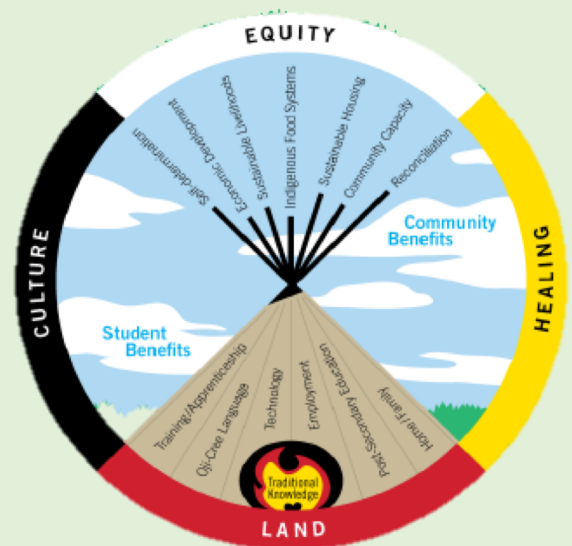 EQUITY
Self-determination
Economic Development
Sustainable Livlihoods
Indigenous Food Systems
Sustainable Housing
Community Capacity
Reconciliation
CULTURE
HEALING
Community
Benefits
Student
Benefits
Training/Apprenticeship
Oji-Cree Language
Technology
Employment
Post-Secondary Education
Home/Family
Traditional
Knowledge
LAND